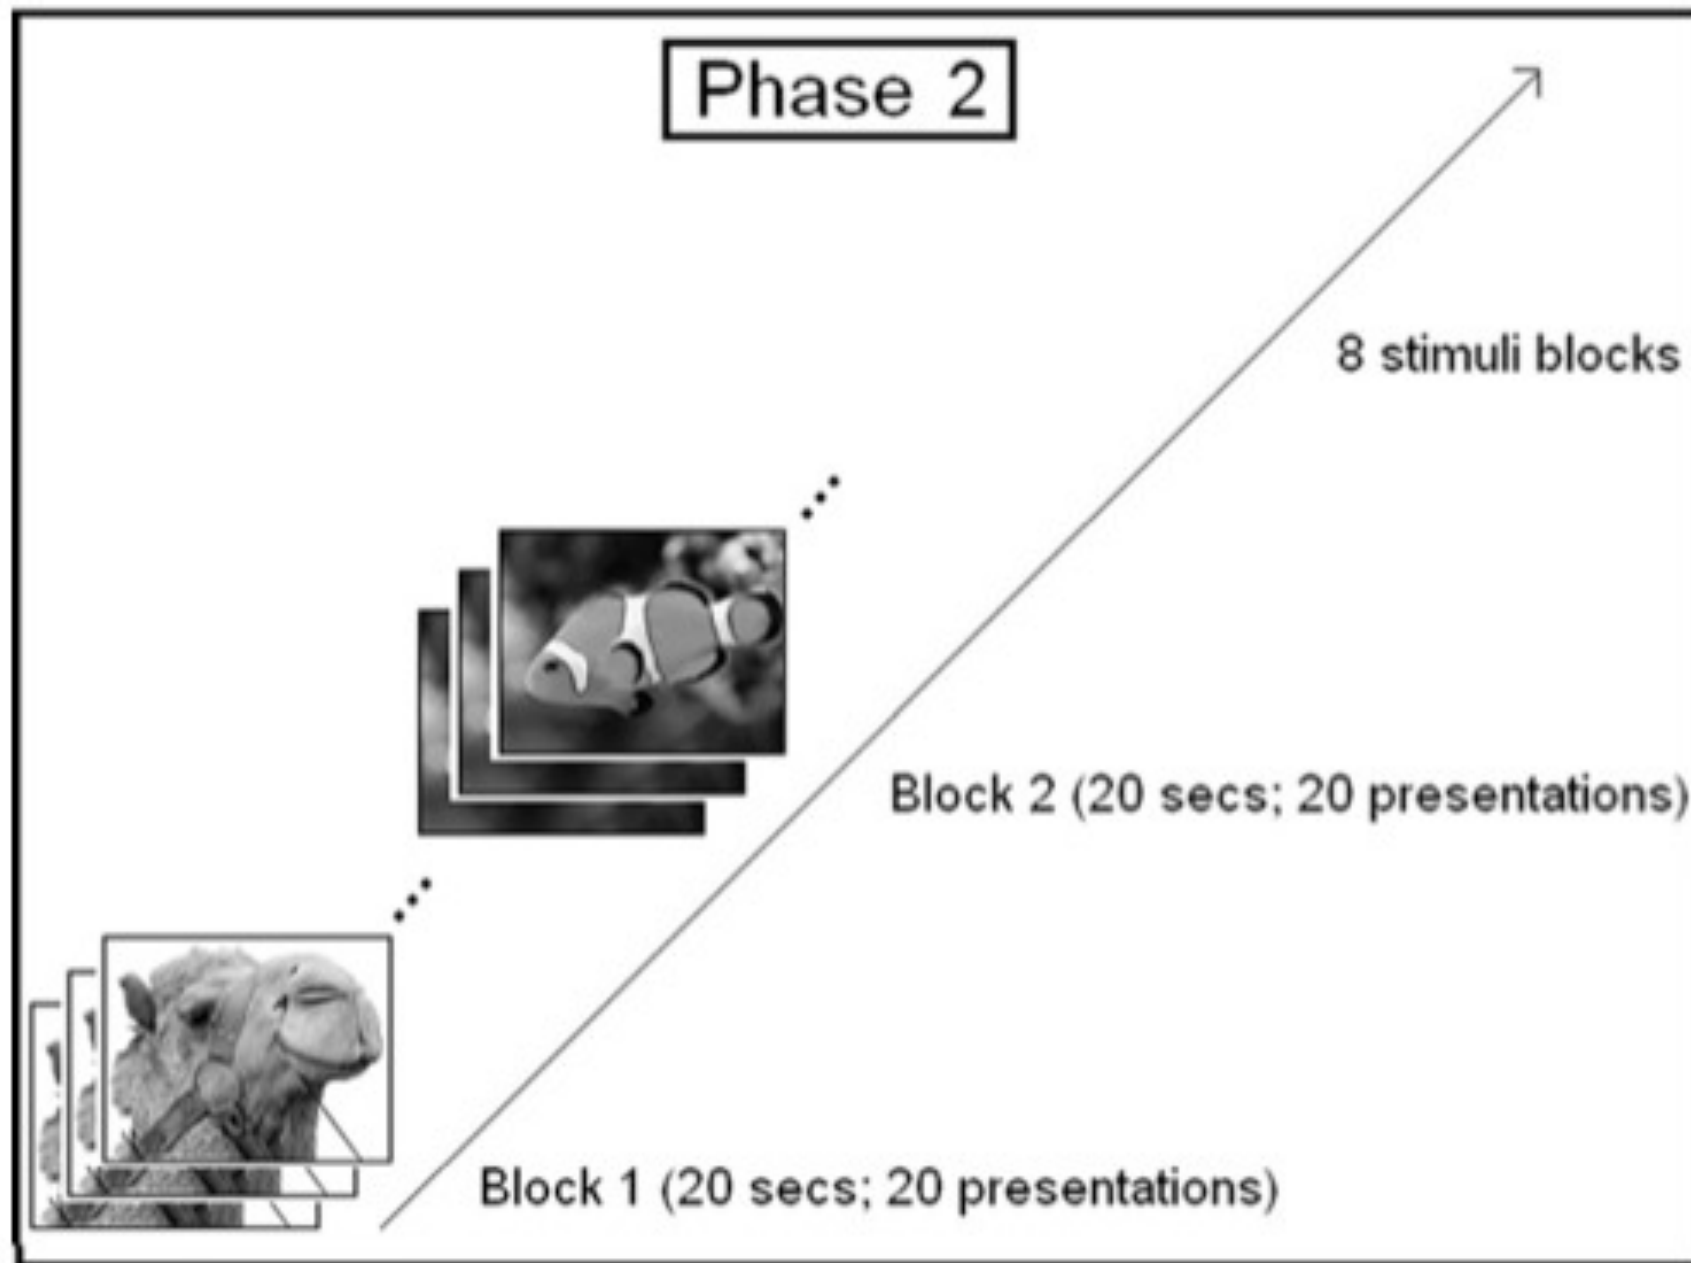 Phase 2
8 stimuli blocks
Block 2 (20 secs; 20 presentations)
Block 1 (20 secs; 20 presentations)